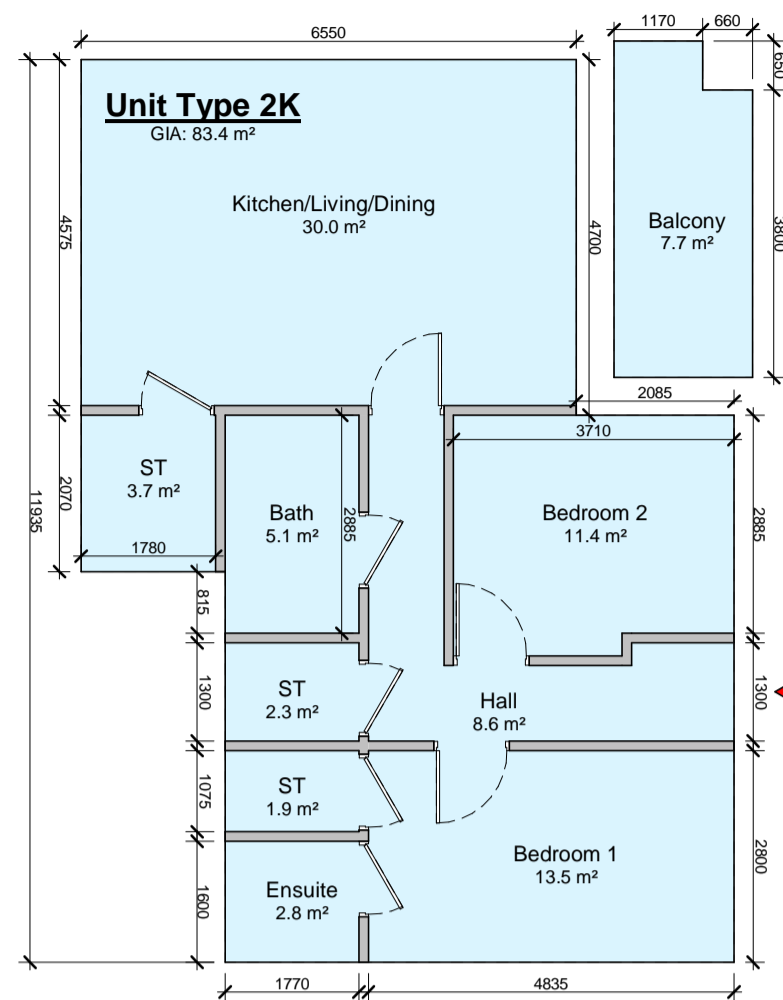 6550
1170
660
650
Unit Type 2K
GIA: 83.4 m²
Kitchen/Living/Dining
30.0 m²
4575
4700
Balcony
7.7 m²
3800
2085
3710
ST
3.7 m²
2070
11935
1780
Bath
5.1 m²
2885
Bedroom 2
11.4 m²
2885
815
ST
2.3 m²
1300
Hall
8.6 m²
1300
ST
1.9 m²
1075
Bedroom 1
13.5 m²
2800
Ensuite
2.8 m²
1600
1770
4835